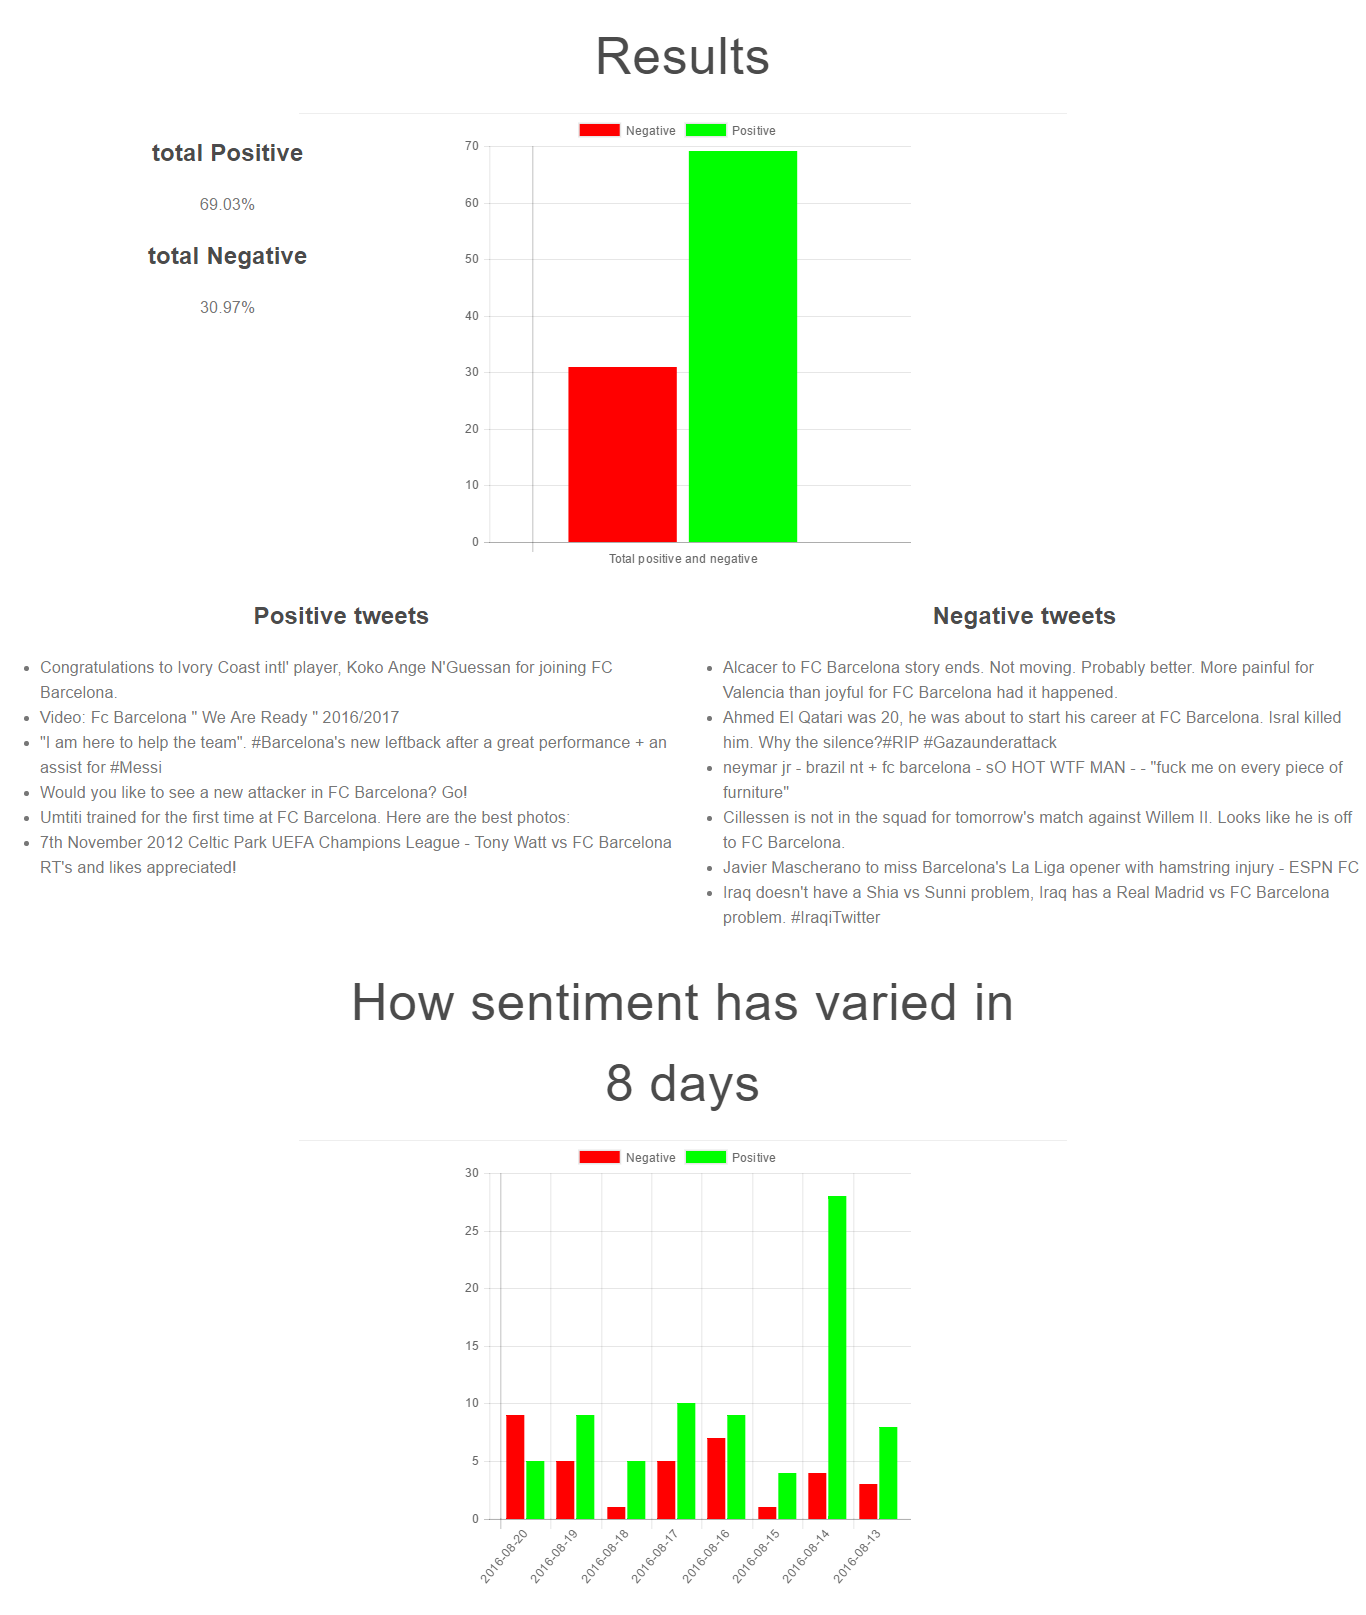 Results
Negative Positive
total Positive
69.03%
total Negative
30.97%
70
60
50
40
30
20
10
0
Total positive and negative
Positive tweets
Congratulations to Ivory Coast intl' player, Koko Ange N'Guessan for joining FC
Barcelona.
Video: Fc Barcelona " We Are Ready " 2016/2017
"I am here to help the team". #Barcelona's new leftback after a great performance + an
assist for #Messi
Would you like to see a new attacker in FC Barcelona? Go!
Umtiti trained for the first time at FC Barcelona. Here are the best photos:
7th November 2012 Celtic Park UEFA Champions League - Tony Watt vs FC Barcelona
RT's and likes appreciated!
Negative tweets
Alcacer to FC Barcelona story ends. Not moving. Probably better. More painful for
Valencia than joyful for FC Barcelona had it happened.
Ahmed El Qatari was 20, he was about to start his career at FC Barcelona. Isral killed
him. Why the silence?#RIP #Gazaunderattack
neymar jr - brazil nt + fc barcelona - sO HOT WTF MAN - - "fuck me on every piece of
furniture"
Cillessen is not in the squad for tomorrow's match against Willem II. Looks like he is off
to FC Barcelona.
Javier Mascherano to miss Barcelona's La Liga opener with hamstring injury - ESPN FC
Iraq doesn't have a Shia vs Sunni problem, Iraq has a Real Madrid vs FC Barcelona
problem. #IraqiTwitter
How sentiment has varied in
8 days
Negative Positive
30
25
20
15
10
5
0
2016-08-20
2016-08-19
2016-08-18
2016-08-17
2016-08-16
2016-08-15
2016-08-14
2016-08-13